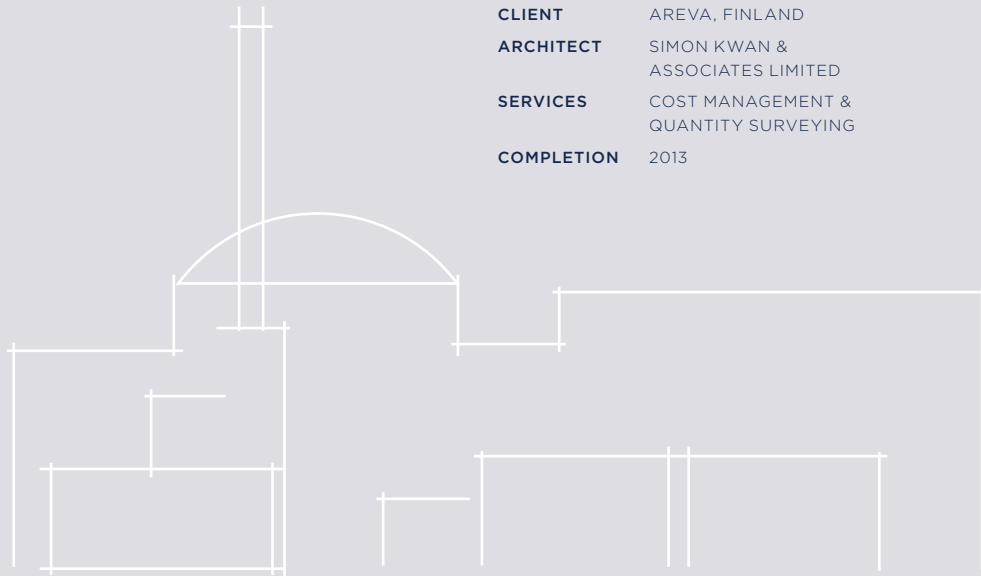 CLIENT AREVA, FINLAND
ARCHITECT SIMON KWAN &
ASSOCIATES LIMITED
SERVICES COST MANAGEMENT &
QUANTITY SURVEYING
COMPLETION 2013